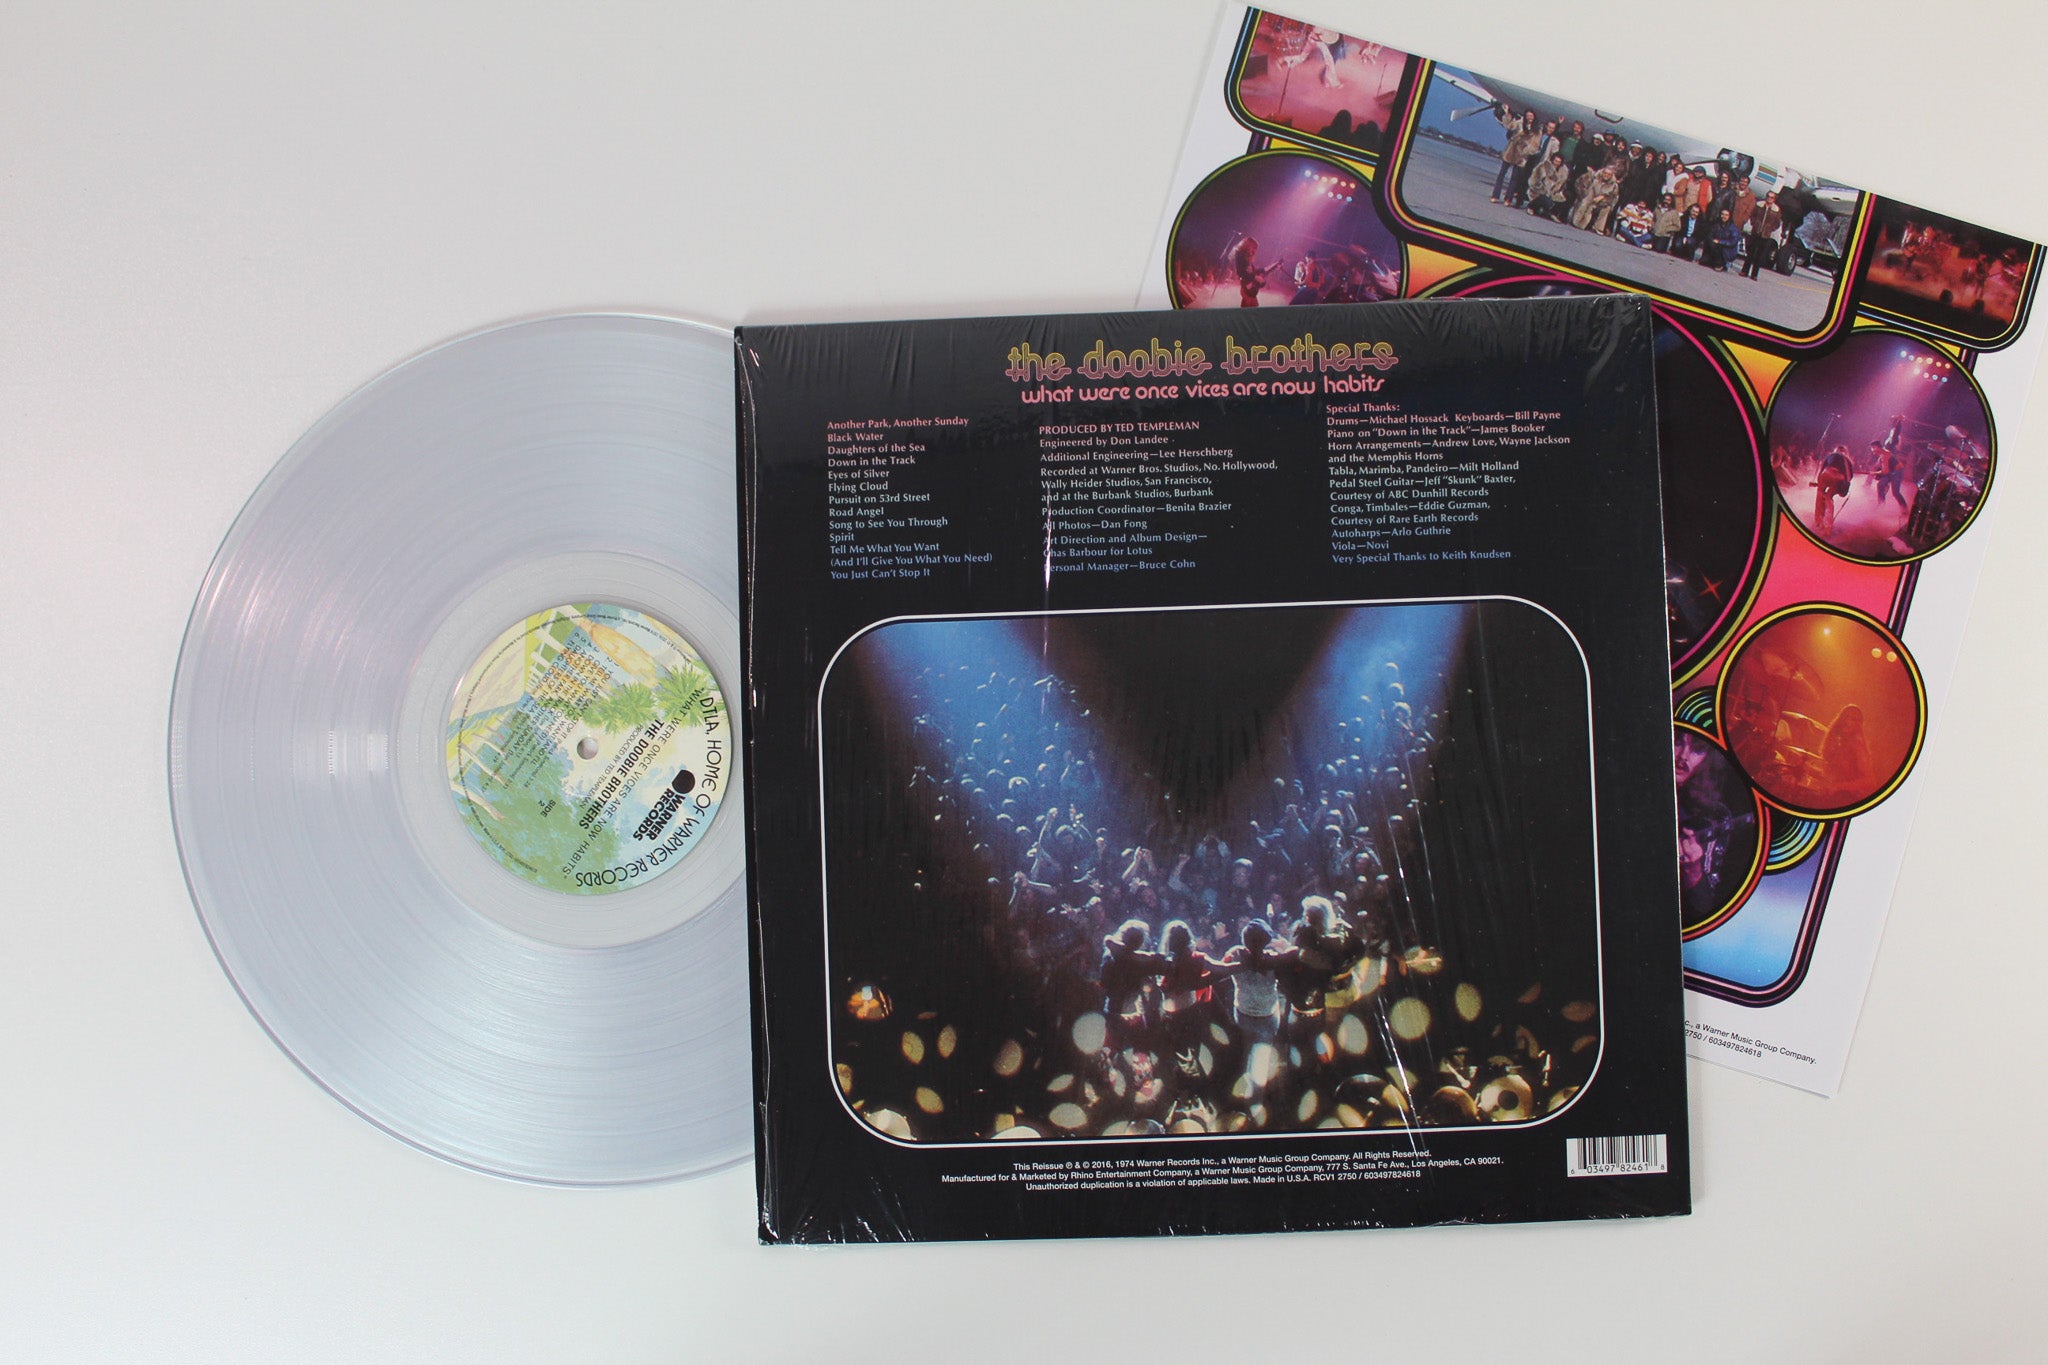 the doobie brothers
what were once vices are now habits
Another Park, Another Sunday
Black Water
Daughters of the Sea
Down in the Track
Eyes of Silver
Flying Cloud
Pursuit on 53rd Street
Road Angel
Song to See You Through
Spirit
Tell Me What You Want
(And I'll Give You What You Need)
You Just Can't Stop It
PRODUCED BY TED TEMPLEMAN
Engineered by Don Landee
Additional Engineering—Lee Herschberg
Recorded at Warner Bros. Studios, No. Hollywood,
Wally Heider Studios, San Francisco,
and at the Burbank Studios, Burbank
Production Coordinator—Benita Brazier
All Photos—Dan Fong
Art Direction and Album Design—
Chas Barbour for Lotus
Personal Manager—Bruce Cohn
Special Thanks:
Drums—Michael Hossack Keyboards—Bill Payne
Piano on "Down in the Track"—James Booker
Horn Arrangements—Andrew Love, Wayne Jackson
and the Memphis Horns
Tabla, Marimba, Pandeiro—Milt Holland
Pedal Steel Guitar—Jeff "Skunk" Baxter,
Courtesy of ABC Dunhill Records
Conga, Timbales—Eddie Guzman,
Courtesy of Rare Earth Records
Autoharps—Arlo Guthrie
Viola—Novi
Very Special Thanks to Keith Knudsen
This Reissue ℗ & © 2016, 1974 Warner Records Inc., a Warner Music Group Company. All Rights Reserved.
Manufactured for & Marketed by Rhino Entertainment Company, a Warner Music Group Company, 777 S. Santa Fe Ave., Los Angeles, CA 90021.
Unauthorized duplication is a violation of applicable laws. Made in U.S.A. RCV1 2750 / 603497824618
6 03497 82461 8
c., a Warner Music Group Company.
2750 / 603497824618
DTLA, HOME OF WARNER RECORDS
WARNER
RECORDS
"WHAT WERE ONCE VICES ARE NOW HABITS"
THE DOOBIE BROTHERS
PRODUCED BY TED TEMPLEMAN
SIDE
2